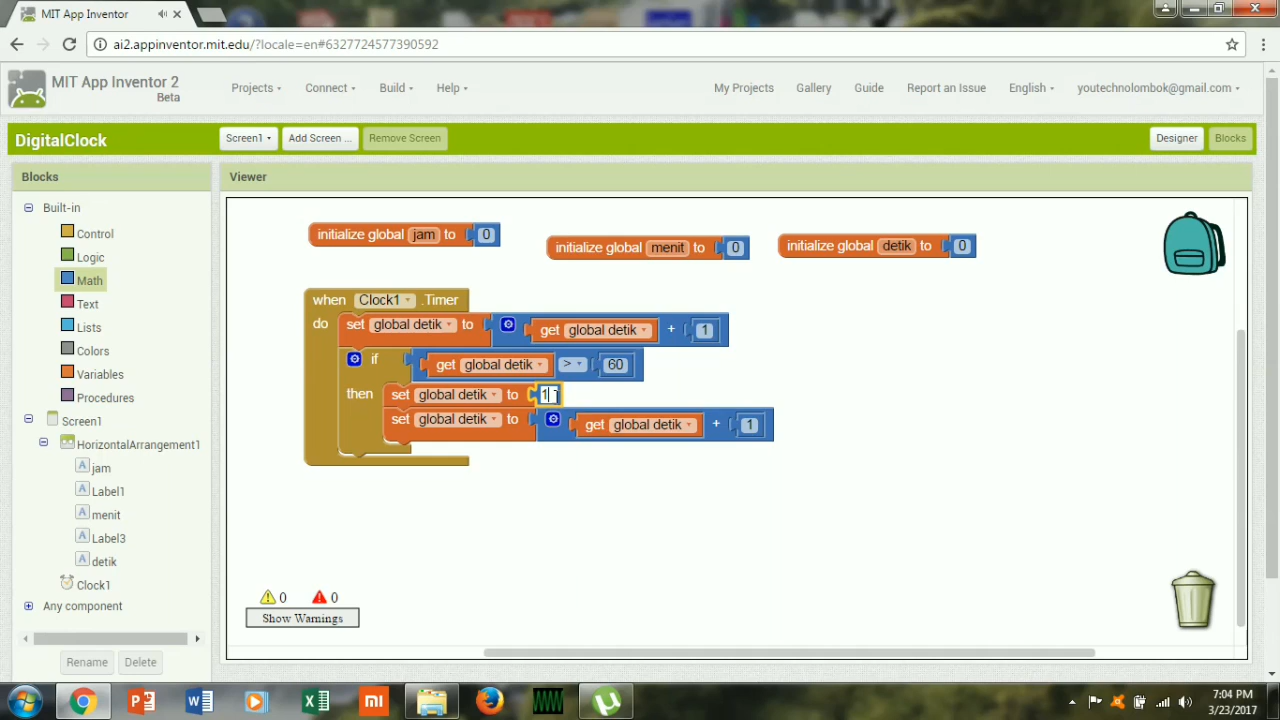 MIT App Inventor 2
ai2.appinventor.mit.edu/?locale=en#6327724577390592
MIT App Inventor 2
Beta
Projects Connect Build Help My Projects Gallery Guide Report an Issue English youtechnolombok@gmail.com
DigitalClock Screen1 Add Screen ... Remove Screen Designer Blocks
Blocks
Viewer
Built-in
Control
Logic
Math
Text
Lists
Colors
Variables
Procedures
Screen1
HorizontalArrangement1
jam
Label1
menit
Label3
detik
Clock1
Any component
Rename Delete
initialize global jam to 0
initialize global menit to 0
initialize global detik to 0
when Clock1 .Timer
do set global detik to get global detik + 1
if get global detik > 60
then set global detik to 1
set global detik to get global detik + 1
0 0
Show Warnings
7:04 PM
3/23/2017